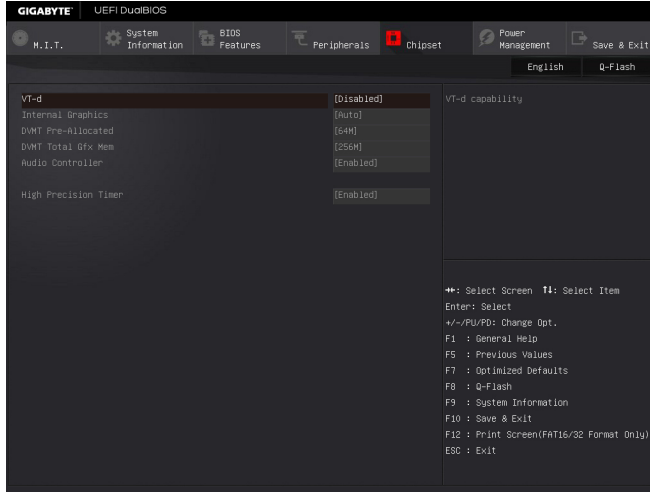 GIGABYTE™ UEFI DualBIOS
M.I.T.
System Information
BIOS Features
Peripherals
Chipset
Power Management
Save & Exit
English Q-Flash
VT-d [Disabled]
Internal Graphics [Auto]
DVMT Pre-Allocated [64M]
DVMT Total Gfx Mem [256M]
Audio Controller [Enabled]
High Precision Timer [Enabled]
VT-d capability
→←: Select Screen ↑↓: Select Item
Enter: Select
+/-/PU/PD: Change Opt.
F1 : General Help
F5 : Previous Values
F7 : Optimized Defaults
F8 : Q-Flash
F9 : System Information
F10 : Save & Exit
F12 : Print Screen(FAT16/32 Format Only)
ESC : Exit